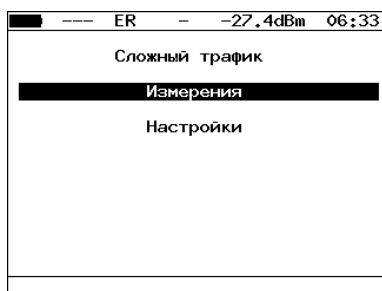 --- ER - -27.4dBm 06:33
Сложный трафик
Измерения
Настройки